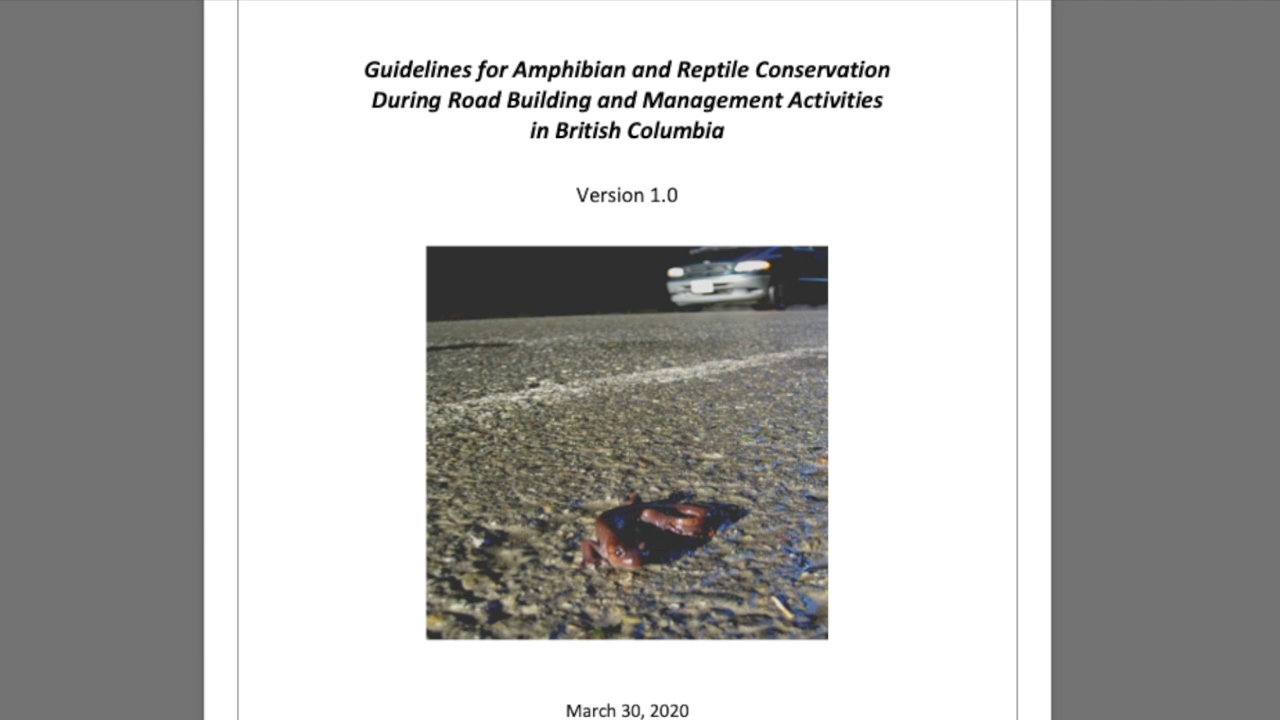 Guidelines for Amphibian and Reptile Conservation
During Road Building and Management Activities
in British Columbia
Version 1.0
March 30, 2020